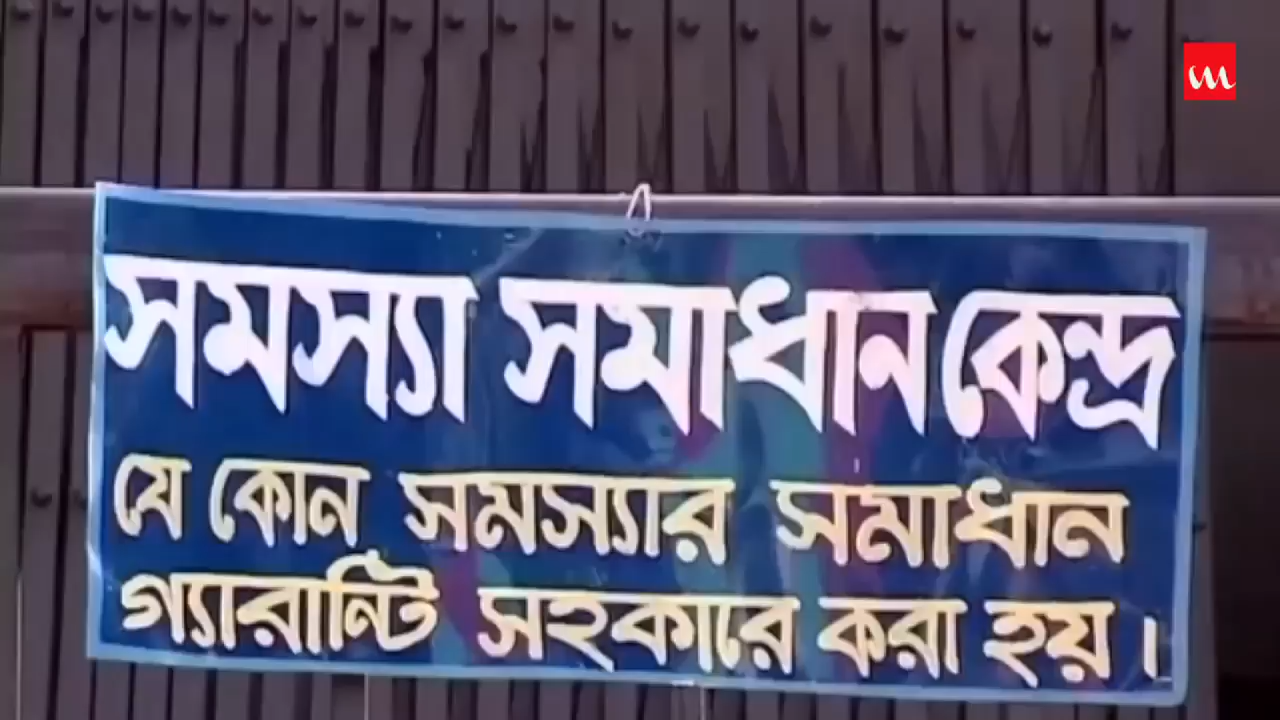 সমস্যা সমাধান কেন্দ্র
যে কোন সমস্যার সমাধান
গ্যারান্টি সহকারে করা হয়।